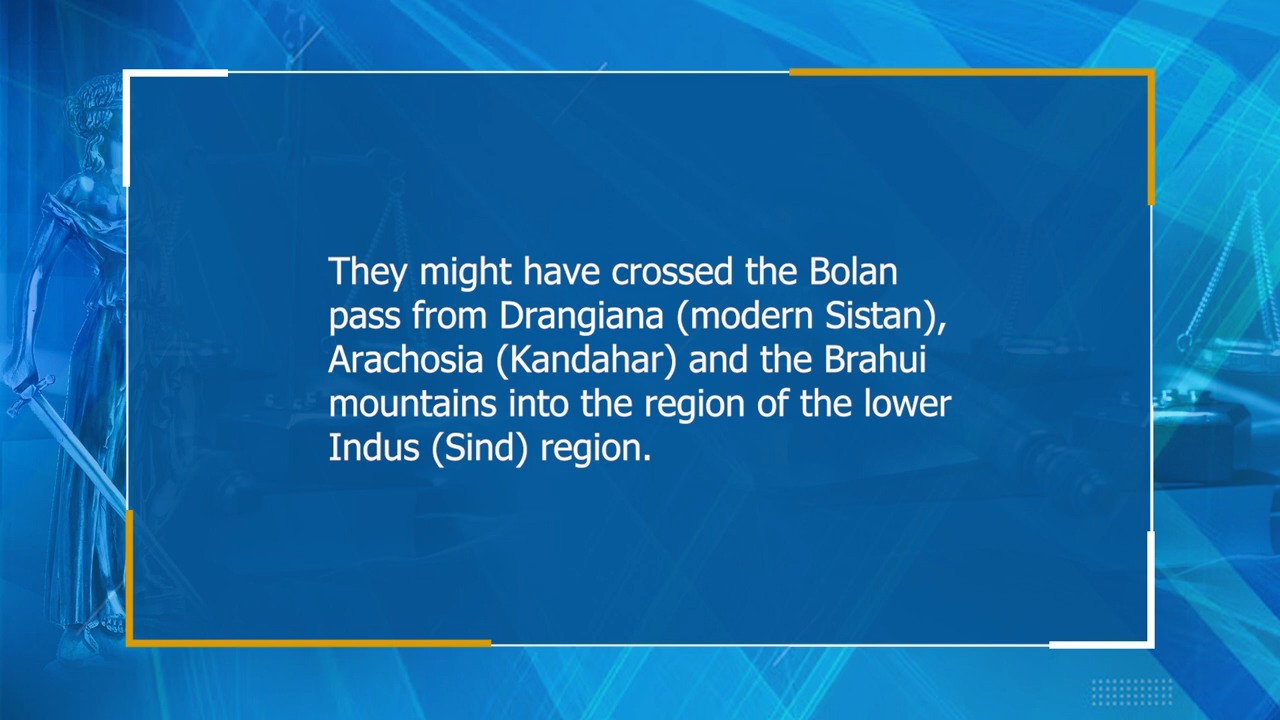 They might have crossed the Bolan
pass from Drangiana (modern Sistan),
Arachosia (Kandahar) and the Brahui
mountains into the region of the lower
Indus (Sind) region.